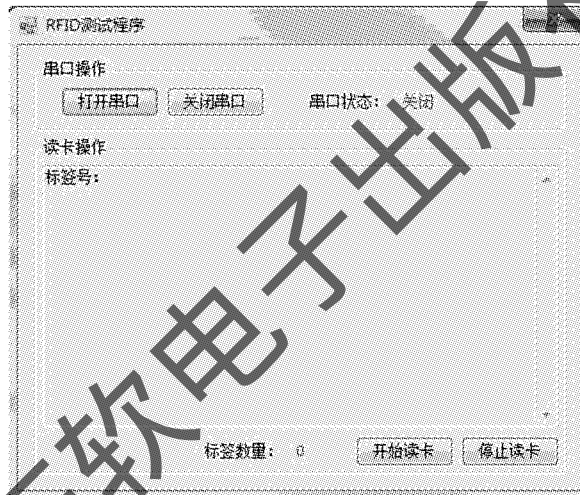 RFID测试程序
串口操作
打开串口 关闭串口 串口状态: 关闭
读卡操作
标签号:
标签数量: 0 开始读卡 停止读卡
软电子出版